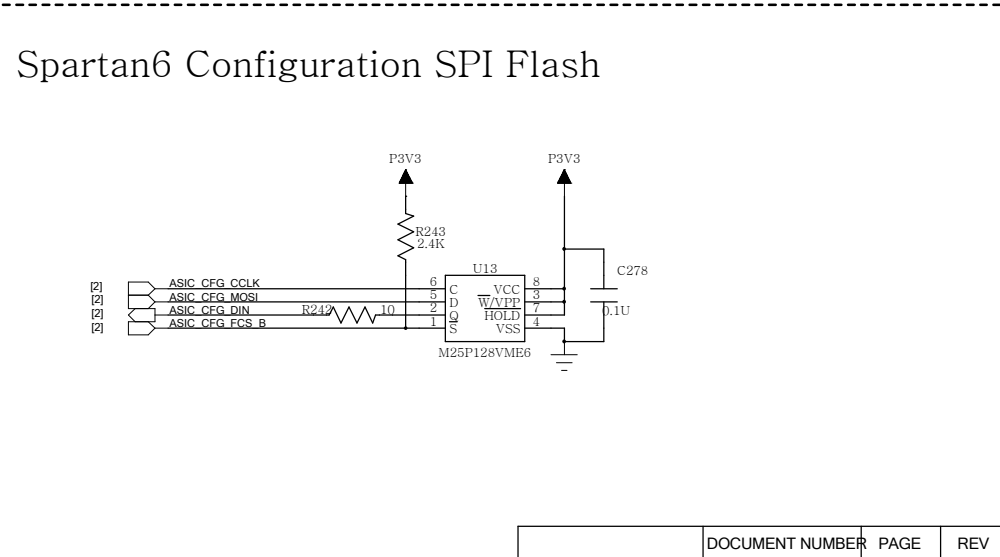 Spartan6 Configuration SPI Flash
P3V3 P3V3
R243
2.4K
U13
C278
[2] ASIC_CFG_CCLK 6 C VCC 8
[2] ASIC_CFG_MOSI 5 D W/VPP 3
[2] ASIC_CFG_DIN R242 10 2 Q HOLD 7 0.1U
[2] ASIC_CFG_FCS_B 1 S VSS 4
M25P128VME6
DOCUMENT NUMBER PAGE REV